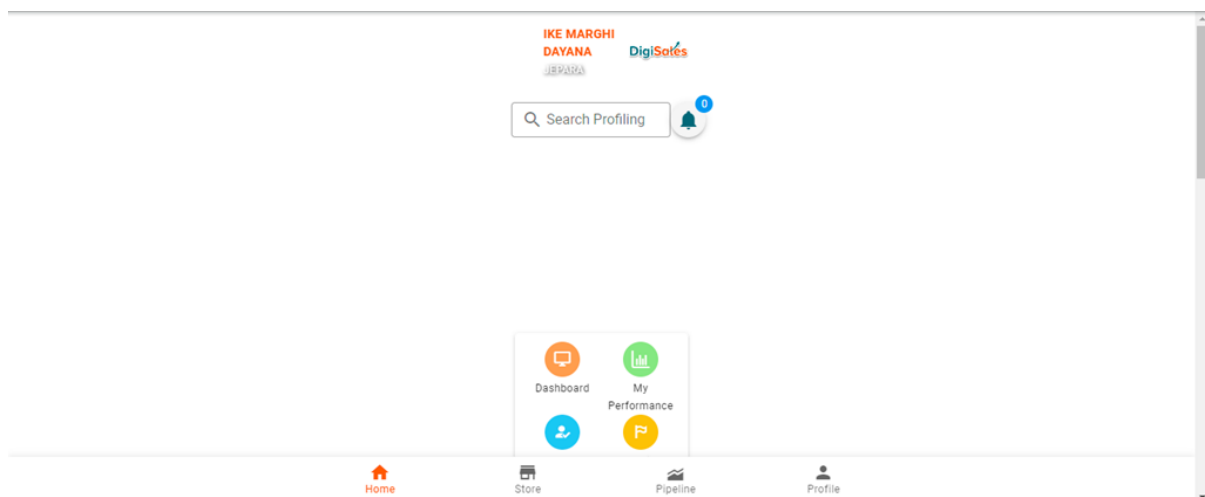 IKE MARGHI
DAYANA
DigiSales
JEPARA
Search Profiling
0
Dashboard
My
Performance
Home
Store
Pipeline
Profile